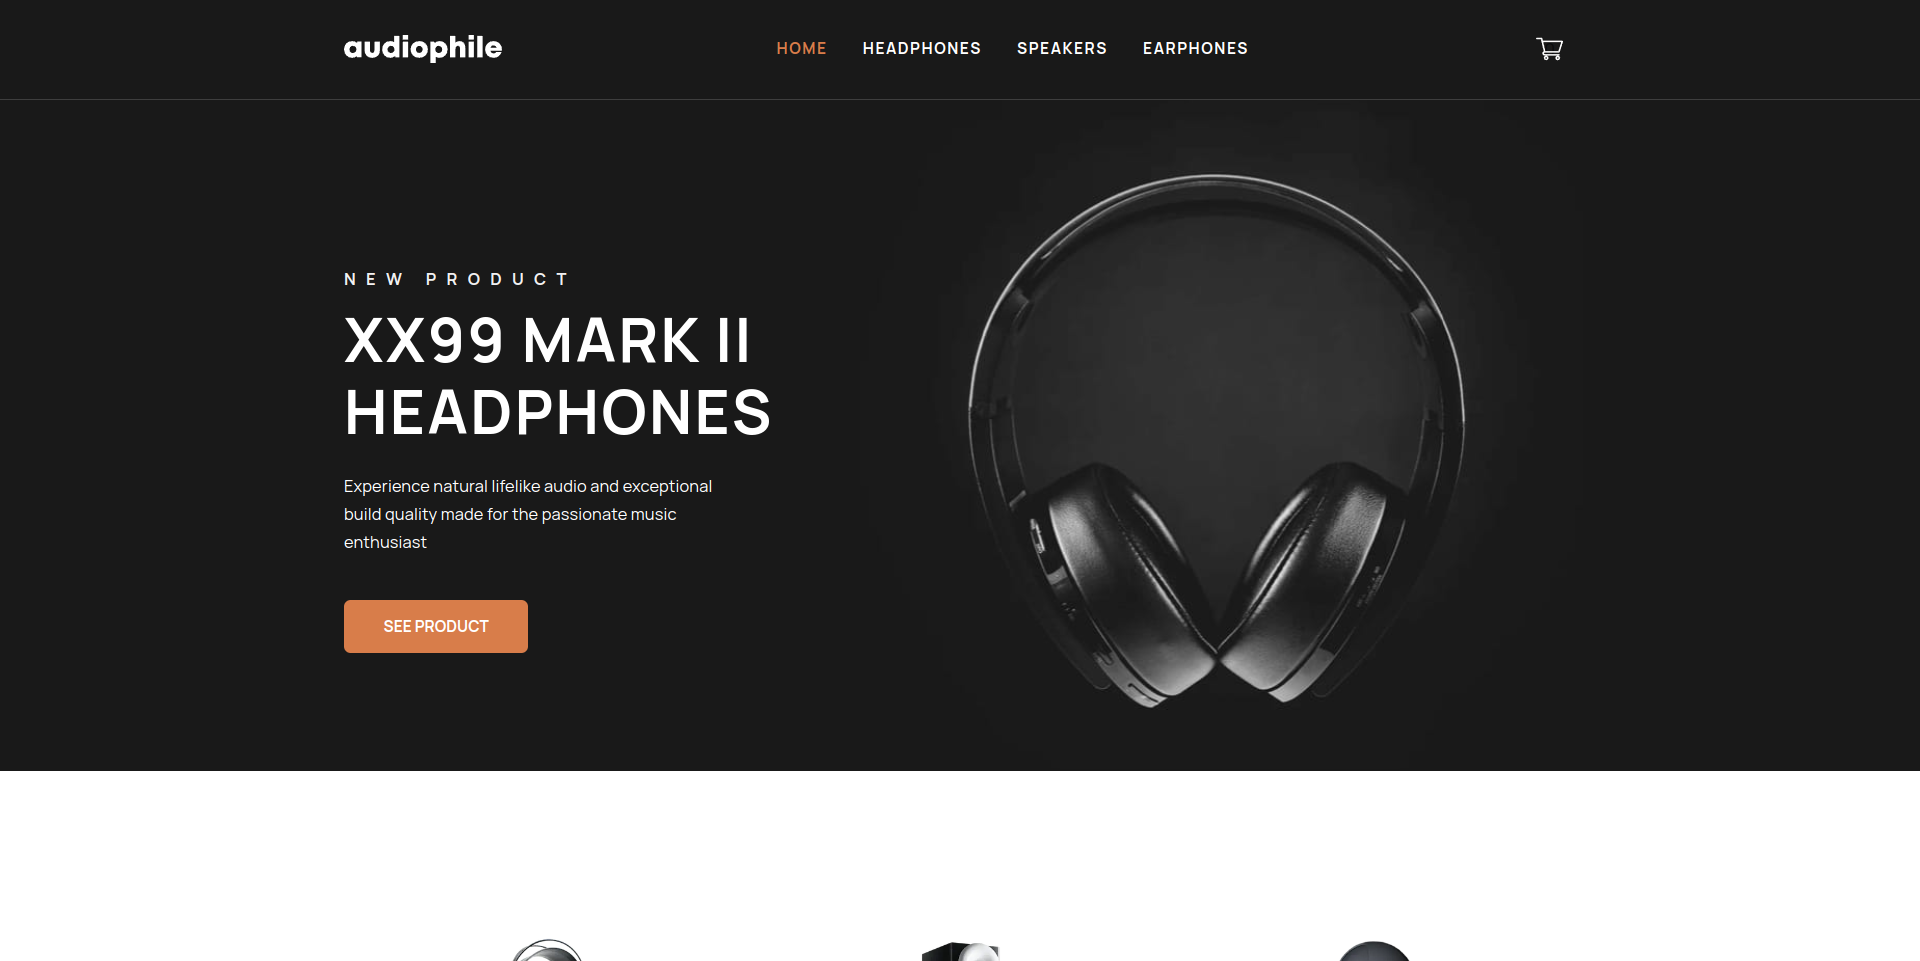 audiophile
HOME HEADPHONES SPEAKERS EARPHONES
NEW PRODUCT
XX99 MARK II
HEADPHONES
Experience natural lifelike audio and exceptional
build quality made for the passionate music
enthusiast
SEE PRODUCT